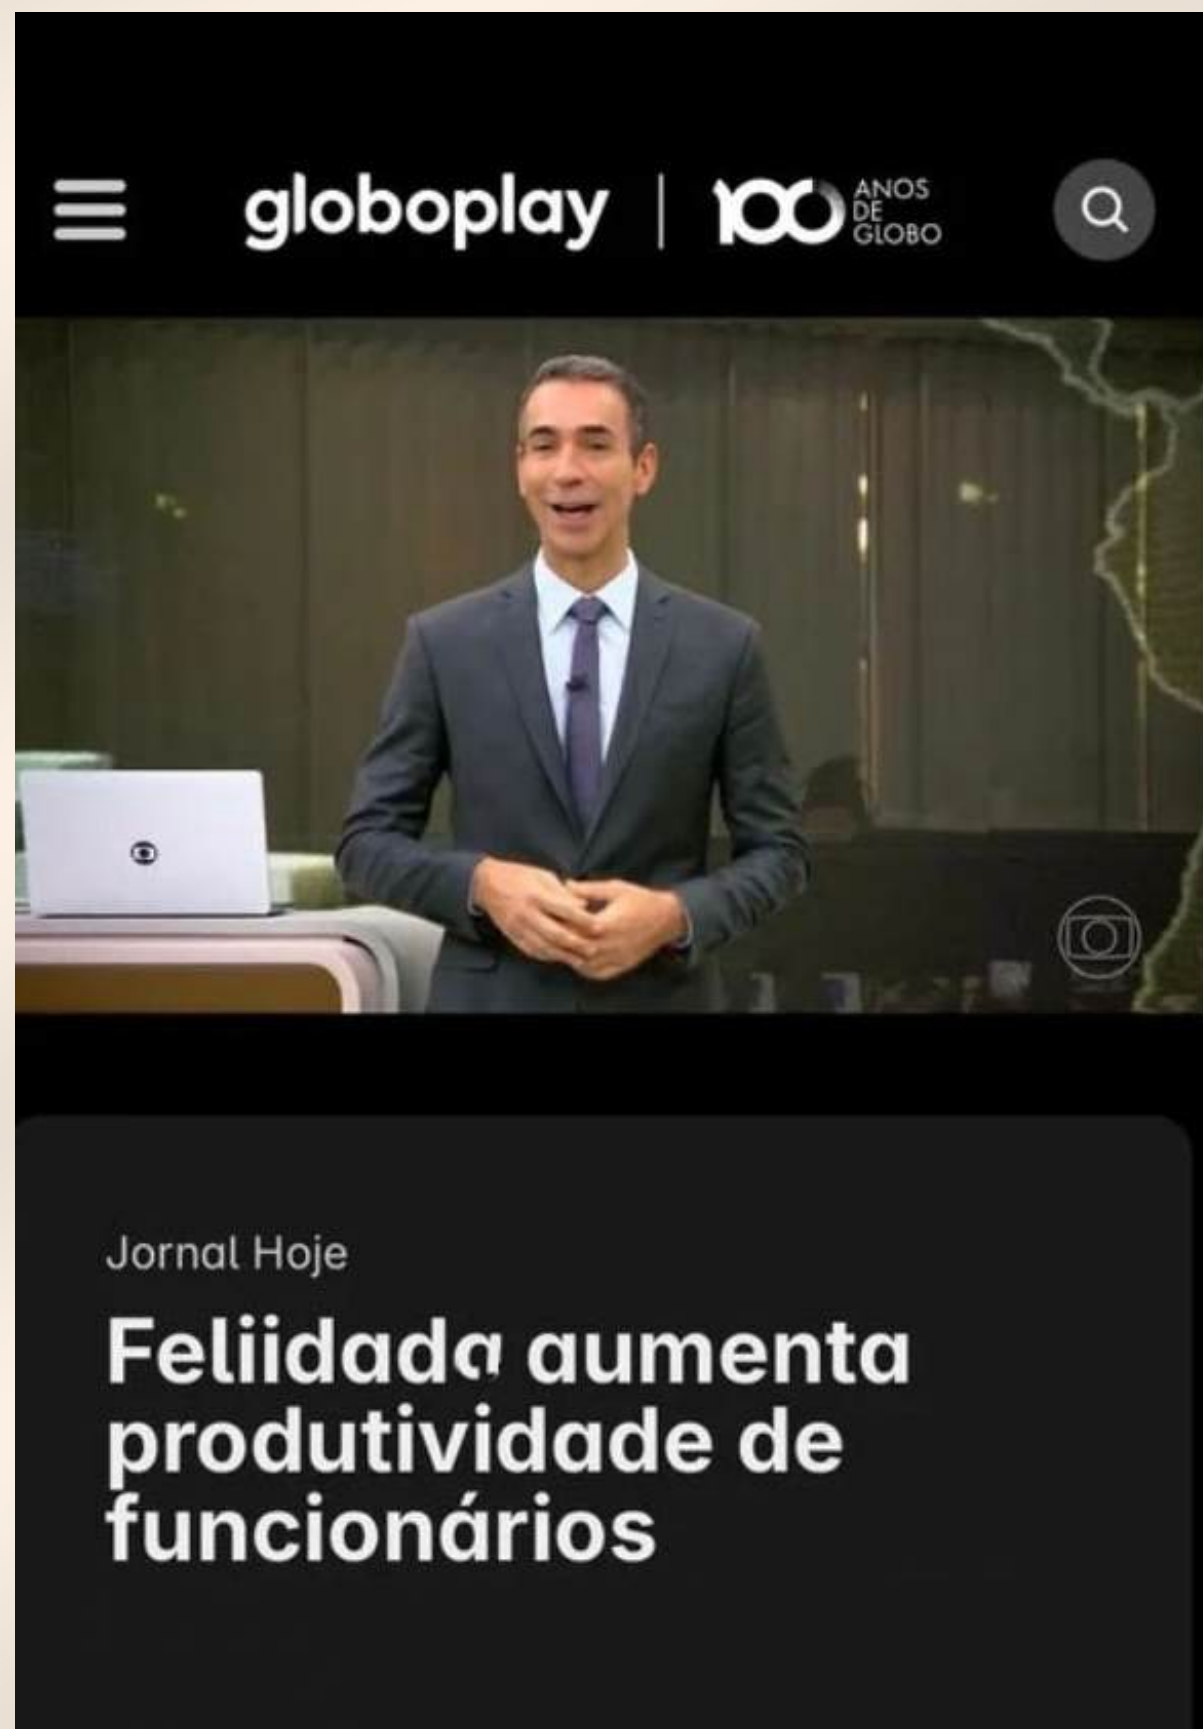 globoplay
100 ANOS
DE
GLOBO
Jornal Hoje
Feliidada aumenta
produtividade de
funcionários